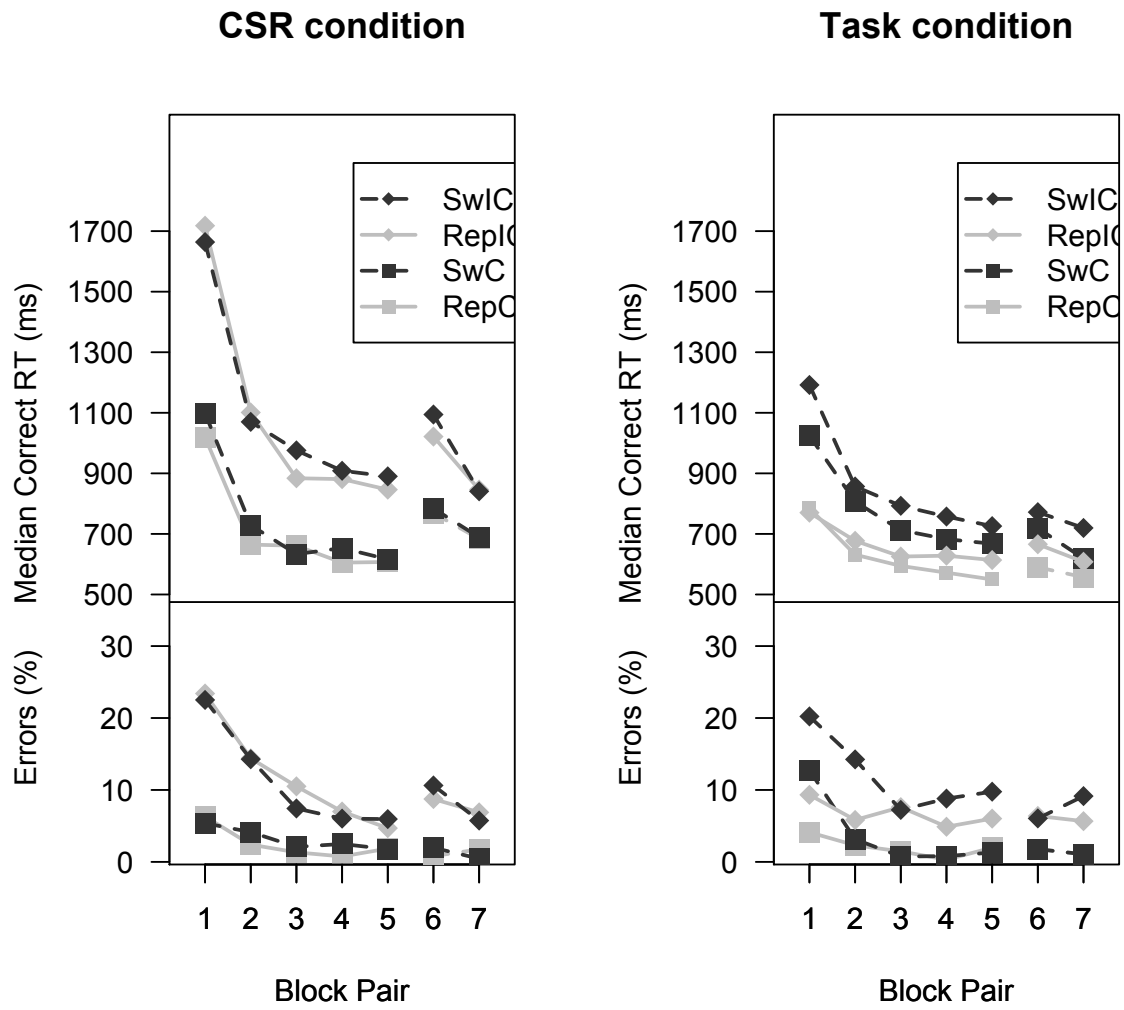 CSR condition
Median Correct RT (ms)
1700
1500
1300
1100
900
700
500
SwIC
RepIC
SwC
RepC
Errors (%)
30
20
10
0
1 2 3 4 5 6 7
Block Pair
Task condition
Median Correct RT (ms)
1700
1500
1300
1100
900
700
500
SwIC
RepIC
SwC
RepC
Errors (%)
30
20
10
0
1 2 3 4 5 6 7
Block Pair